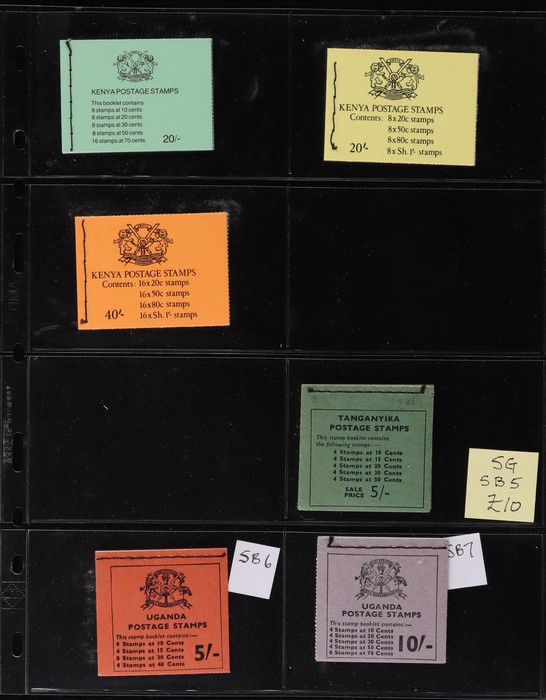 KENYA POSTAGE STAMPS
This booklet contains
8 stamps at 10 cents
8 stamps at 20 cents
8 stamps at 30 cents
8 stamps at 50 cents
16 stamps at 70 cents
20/-
KENYA POSTAGE STAMPS
Contents: 8x20c stamps
8x50c stamps
8x80c stamps
20/- 8x Sh. 1/- stamps
KENYA POSTAGE STAMPS
Contents: 16x20c stamps
16x50c stamps
16x80c stamps
40/- 16x Sh. 1/- stamps
TANGANYIKA
POSTAGE STAMPS
This stamp booklet contains
the following stamps:—
4 Stamps at 10 Cents
4 Stamps at 15 Cents
4 Stamps at 20 Cents
4 Stamps at 30 Cents
4 Stamps at 50 Cents
SALE
PRICE 5/-
SG
SB5
£10
SB6
UGANDA
POSTAGE STAMPS
This stamp booklet contains:—
4 Stamps at 10 Cents
4 Stamps at 15 Cents
8 Stamps at 30 Cents
4 Stamps at 40 Cents
5/-
SB7
UGANDA
POSTAGE STAMPS
This stamp booklet contains:—
4 Stamps at 10 Cents
4 Stamps at 20 Cents
4 Stamps at 30 Cents
4 Stamps at 50 Cents
8 Stamps at 70 Cents
10/-